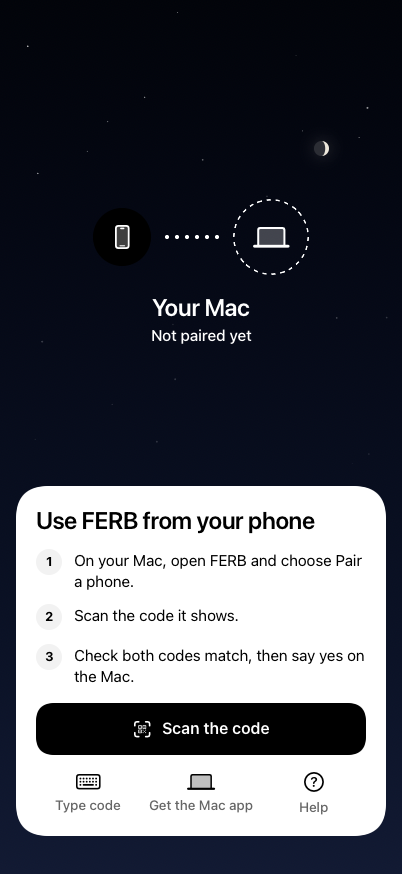 Your Mac
Not paired yet
Use FERB from your phone
1 On your Mac, open FERB and choose Pair
a phone.
2 Scan the code it shows.
3 Check both codes match, then say yes on
the Mac.
Scan the code
Type code
Get the Mac app
Help